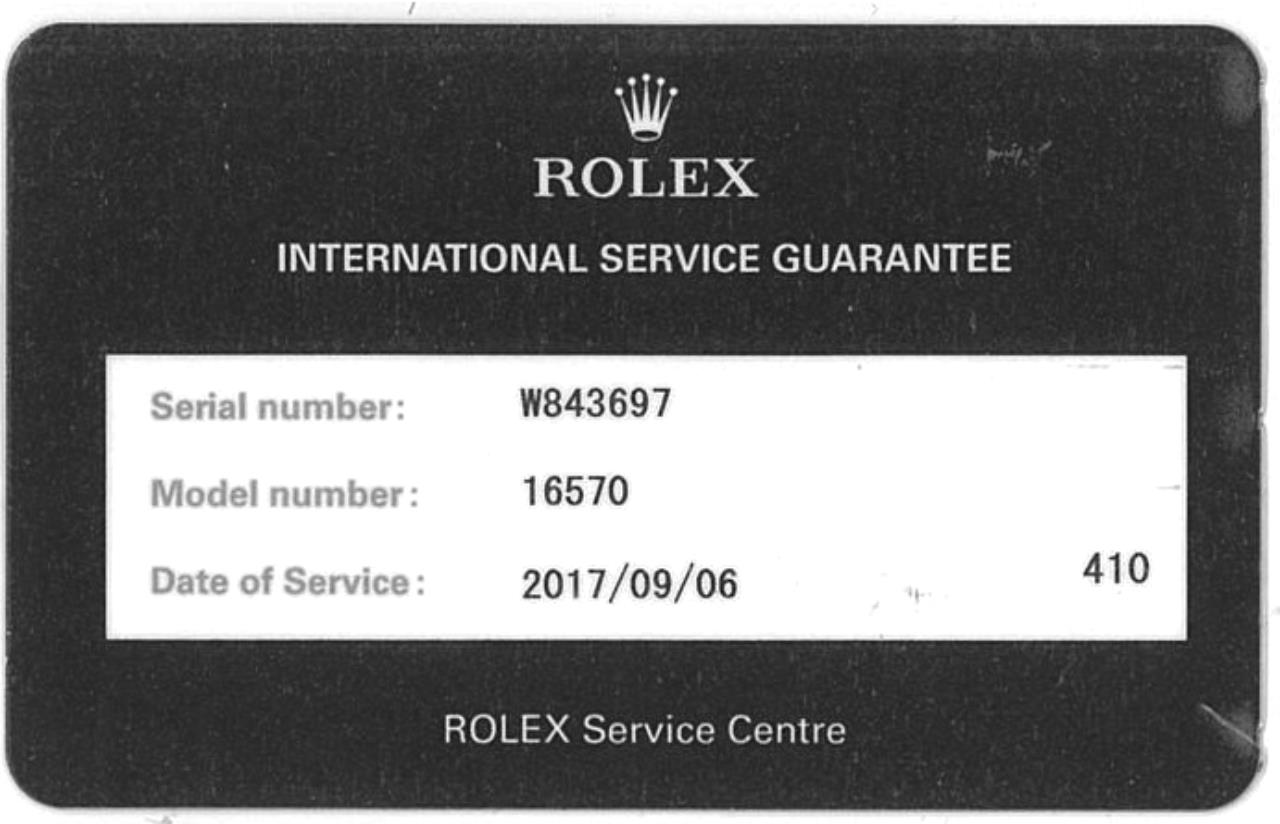 ROLEX
INTERNATIONAL SERVICE GUARANTEE
Serial number: W843697
Model number: 16570
Date of Service: 2017/09/06 410
ROLEX Service Centre